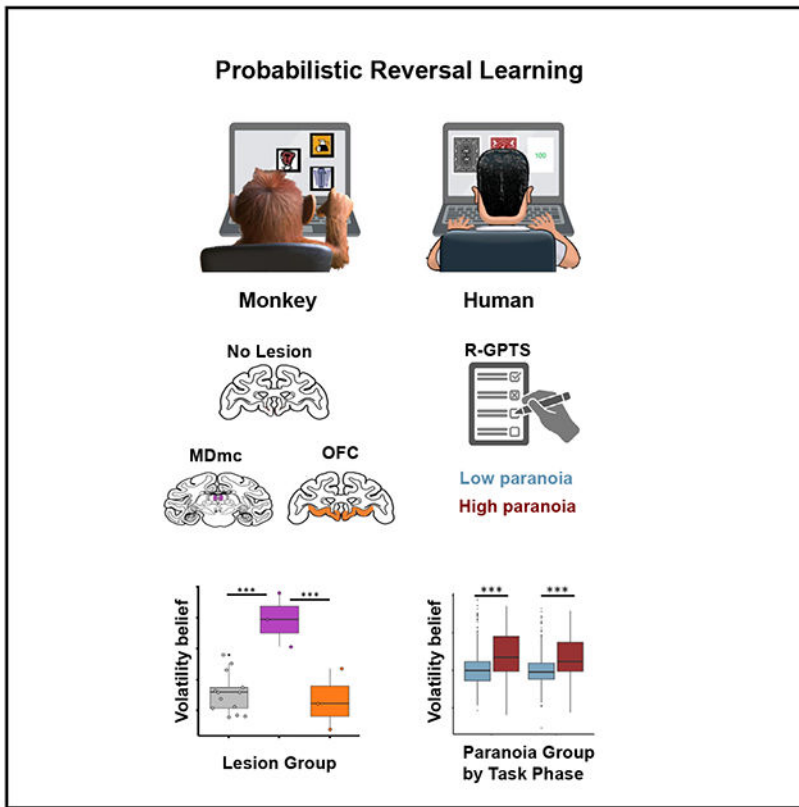 Probabilistic Reversal Learning
100
Monkey
Human
No Lesion
MDmc
OFC
R-GPTS
Low paranoia
High paranoia
Volatility belief
***
***
Lesion Group
Volatility belief
***
***
Paranoia Group
by Task Phase